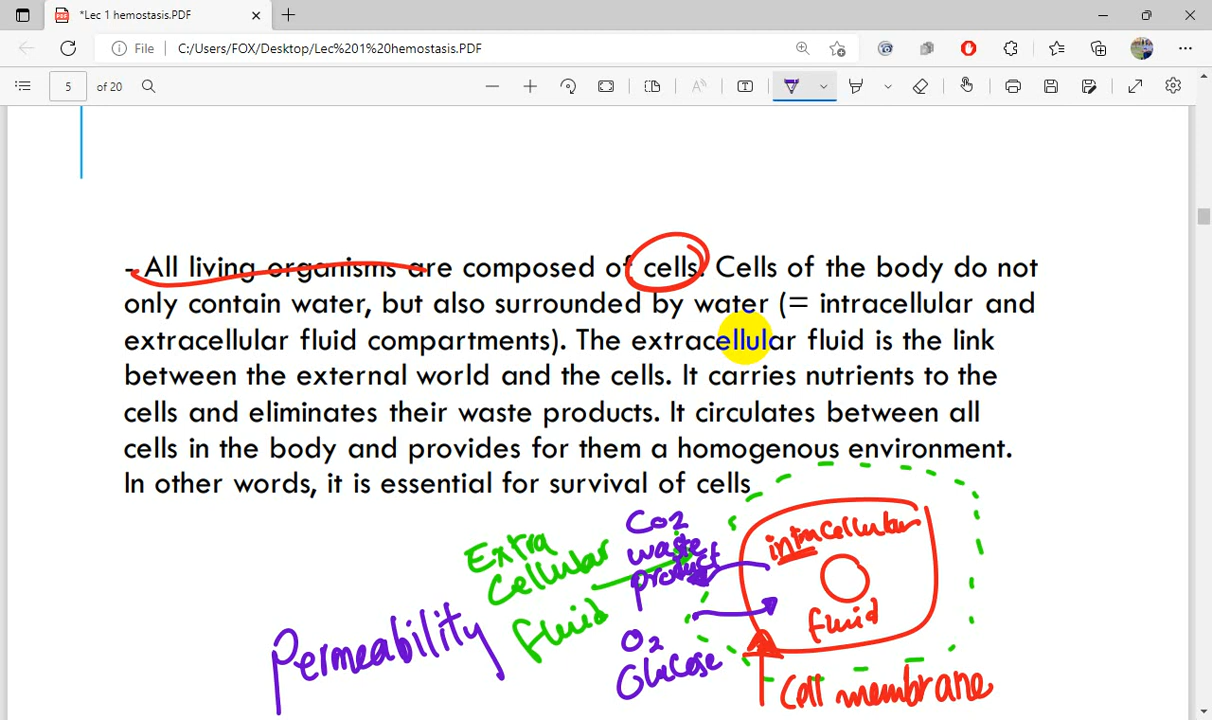 *Lec 1 hemostasis.PDF
File C:/Users/FOX/Desktop/Lec%201%20hemostasis.PDF
5 of 20
- All living organisms are composed of cells. Cells of the body do not
only contain water, but also surrounded by water (= intracellular and
extracellular fluid compartments). The extracellular fluid is the link
between the external world and the cells. It carries nutrients to the
cells and eliminates their waste products. It circulates between all
cells in the body and provides for them a homogenous environment.
In other words, it is essential for survival of cells
Extra
Cellular
fluid
Co2
waste
product
O2
Glucose
intracellular
fluid
Permeability
Cell membrane